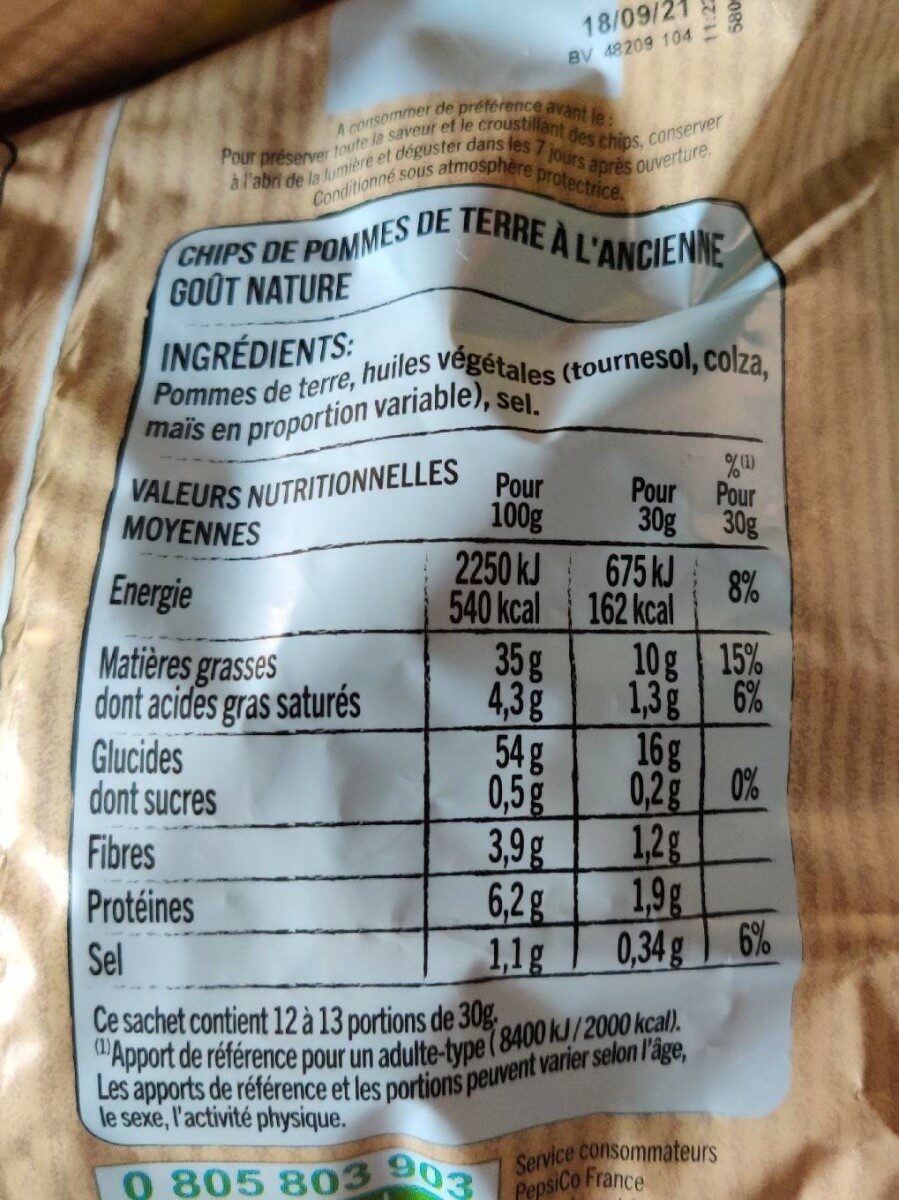 18/09/21
BV 48209 104 11:22
A consommer de préférence avant le :
Pour préserver toute la saveur et le croustillant des chips, conserver
à l'abri de la lumière et déguster dans les 7 jours après ouverture.
Conditionné sous atmosphère protectrice.
CHIPS DE POMMES DE TERRE À L'ANCIENNE
GOÛT NATURE
INGRÉDIENTS:
Pommes de terre, huiles végétales (tournesol, colza,
maïs en proportion variable), sel.
VALEURS NUTRITIONNELLES MOYENNES Pour 100g Pour 30g %(1) Pour 30g
Energie 2250 kJ 540 kcal 675 kJ 162 kcal 8%
Matières grasses 35 g 10 g 15%
dont acides gras saturés 4,3 g 1,3 g 6%
Glucides 54 g 16 g
dont sucres 0,5 g 0,2 g 0%
Fibres 3,9 g 1,2 g
Protéines 6,2 g 1,9 g
Sel 1,1 g 0,34 g 6%
Ce sachet contient 12 à 13 portions de 30g.
(1)Apport de référence pour un adulte-type (8400 kJ / 2000 kcal).
Les apports de référence et les portions peuvent varier selon l'âge,
le sexe, l'activité physique.
0 805 803 903
Service consommateurs
PepsiCo France